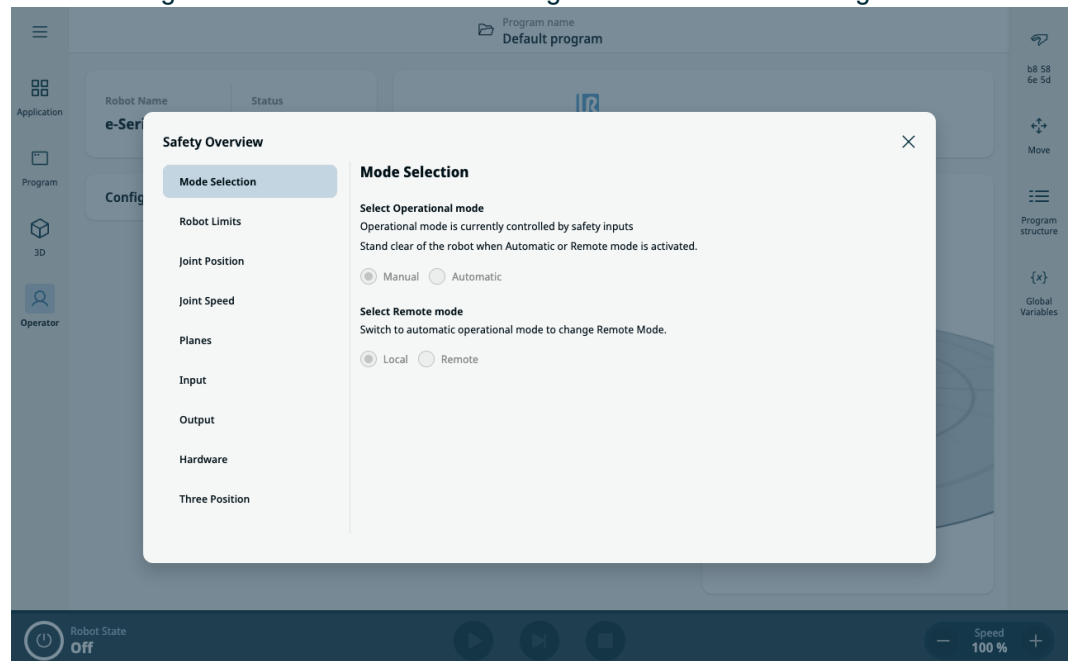 Program name
Default program
b8 58
6e 5d
Application
Robot Name
Status
e-Seri
Move
Program
Config
Program
structure
3D
Global
Variables
Operator
Safety Overview
Mode Selection
Robot Limits
Joint Position
Joint Speed
Planes
Input
Output
Hardware
Three Position
Mode Selection
Select Operational mode
Operational mode is currently controlled by safety inputs
Stand clear of the robot when Automatic or Remote mode is activated.
Manual Automatic
Select Remote mode
Switch to automatic operational mode to change Remote Mode.
Local Remote
Robot State
Off
Speed
100 %